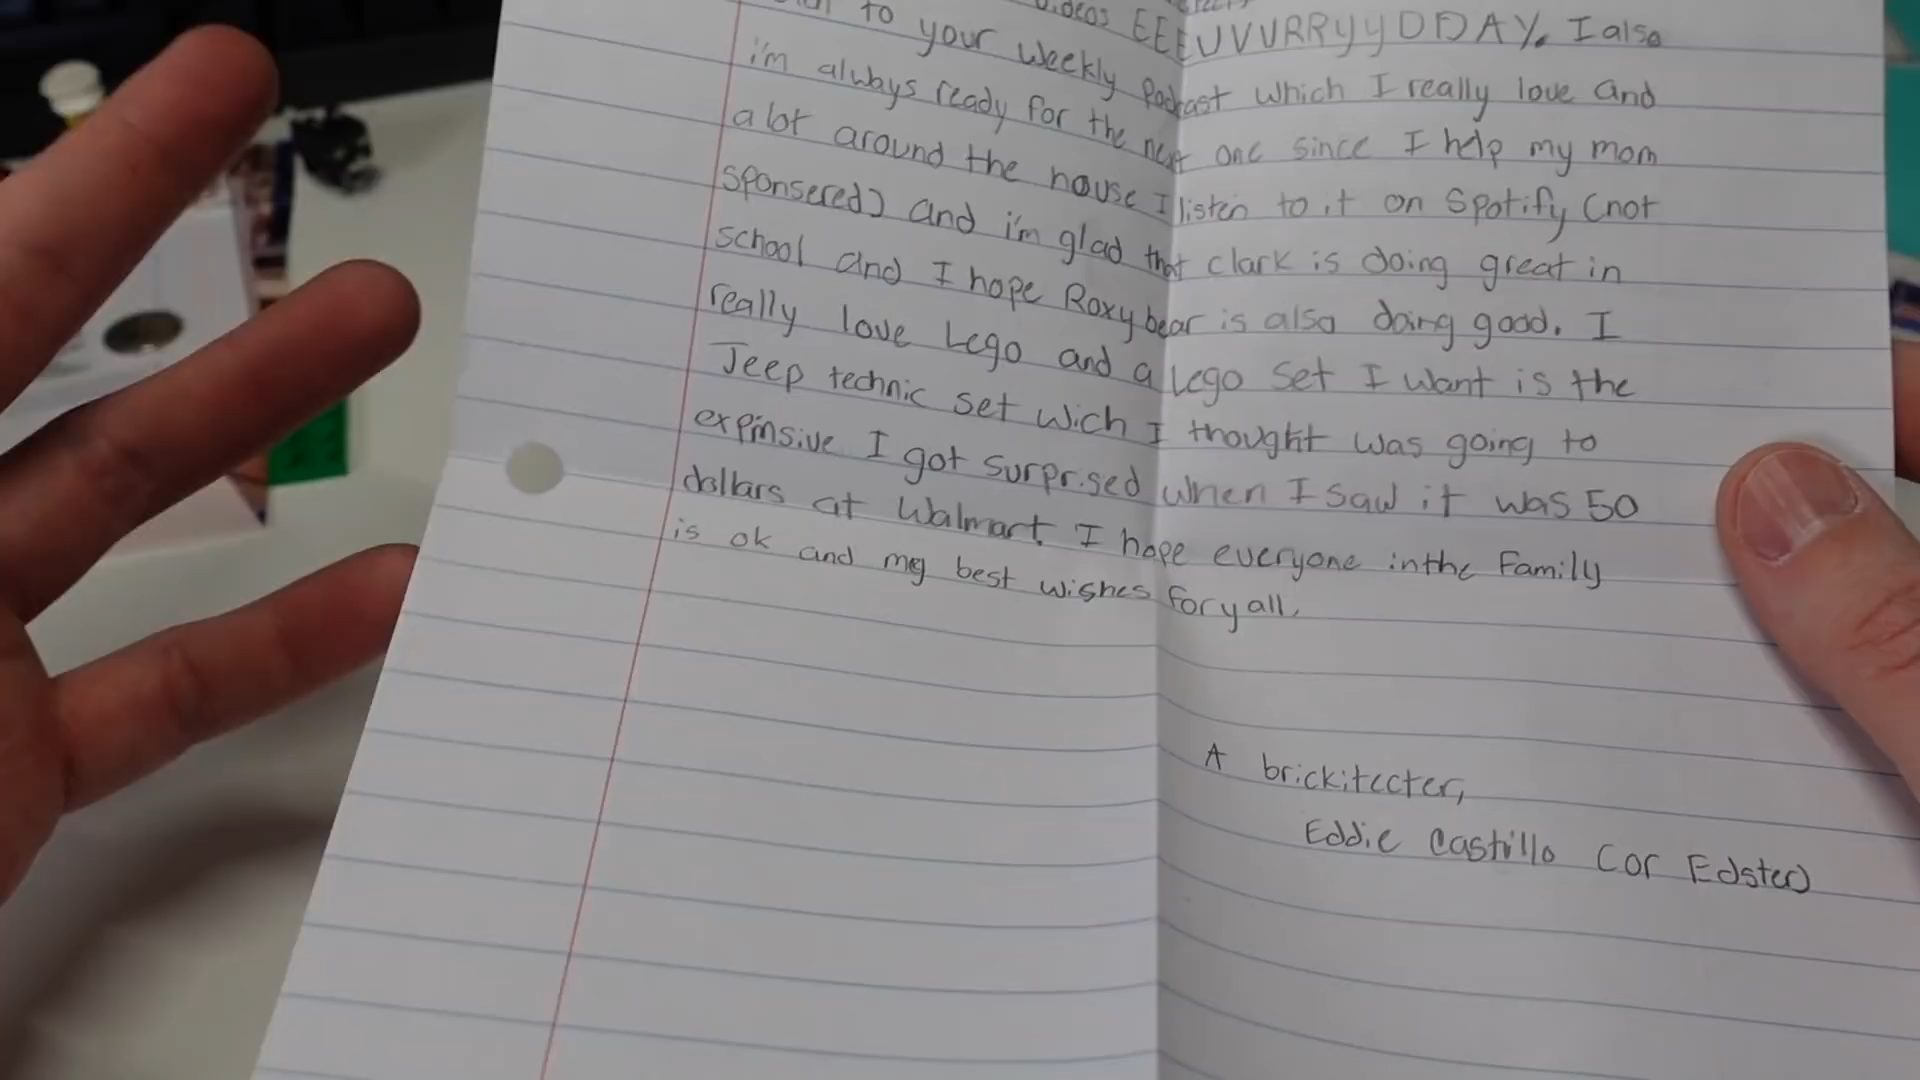 videos EEEUVVURRYYDDAY. I also
to your weekly podcast which I really love and
i'm always ready for the next one since I help my mom
a lot around the house I listen to it on Spotify (not
sponsered) and i'm glad that clark is doing great in
school and I hope Roxy bear is also doing good. I
really love Lego and a Lego set I want is the
Jeep technic set wich I thought was going to
expinsive I got surprised when I saw it was 50
dollars at Walmart I hope everyone in the Family
is ok and my best wishes for y all.
A brickitecter,
Eddie Castillo (or Edster)